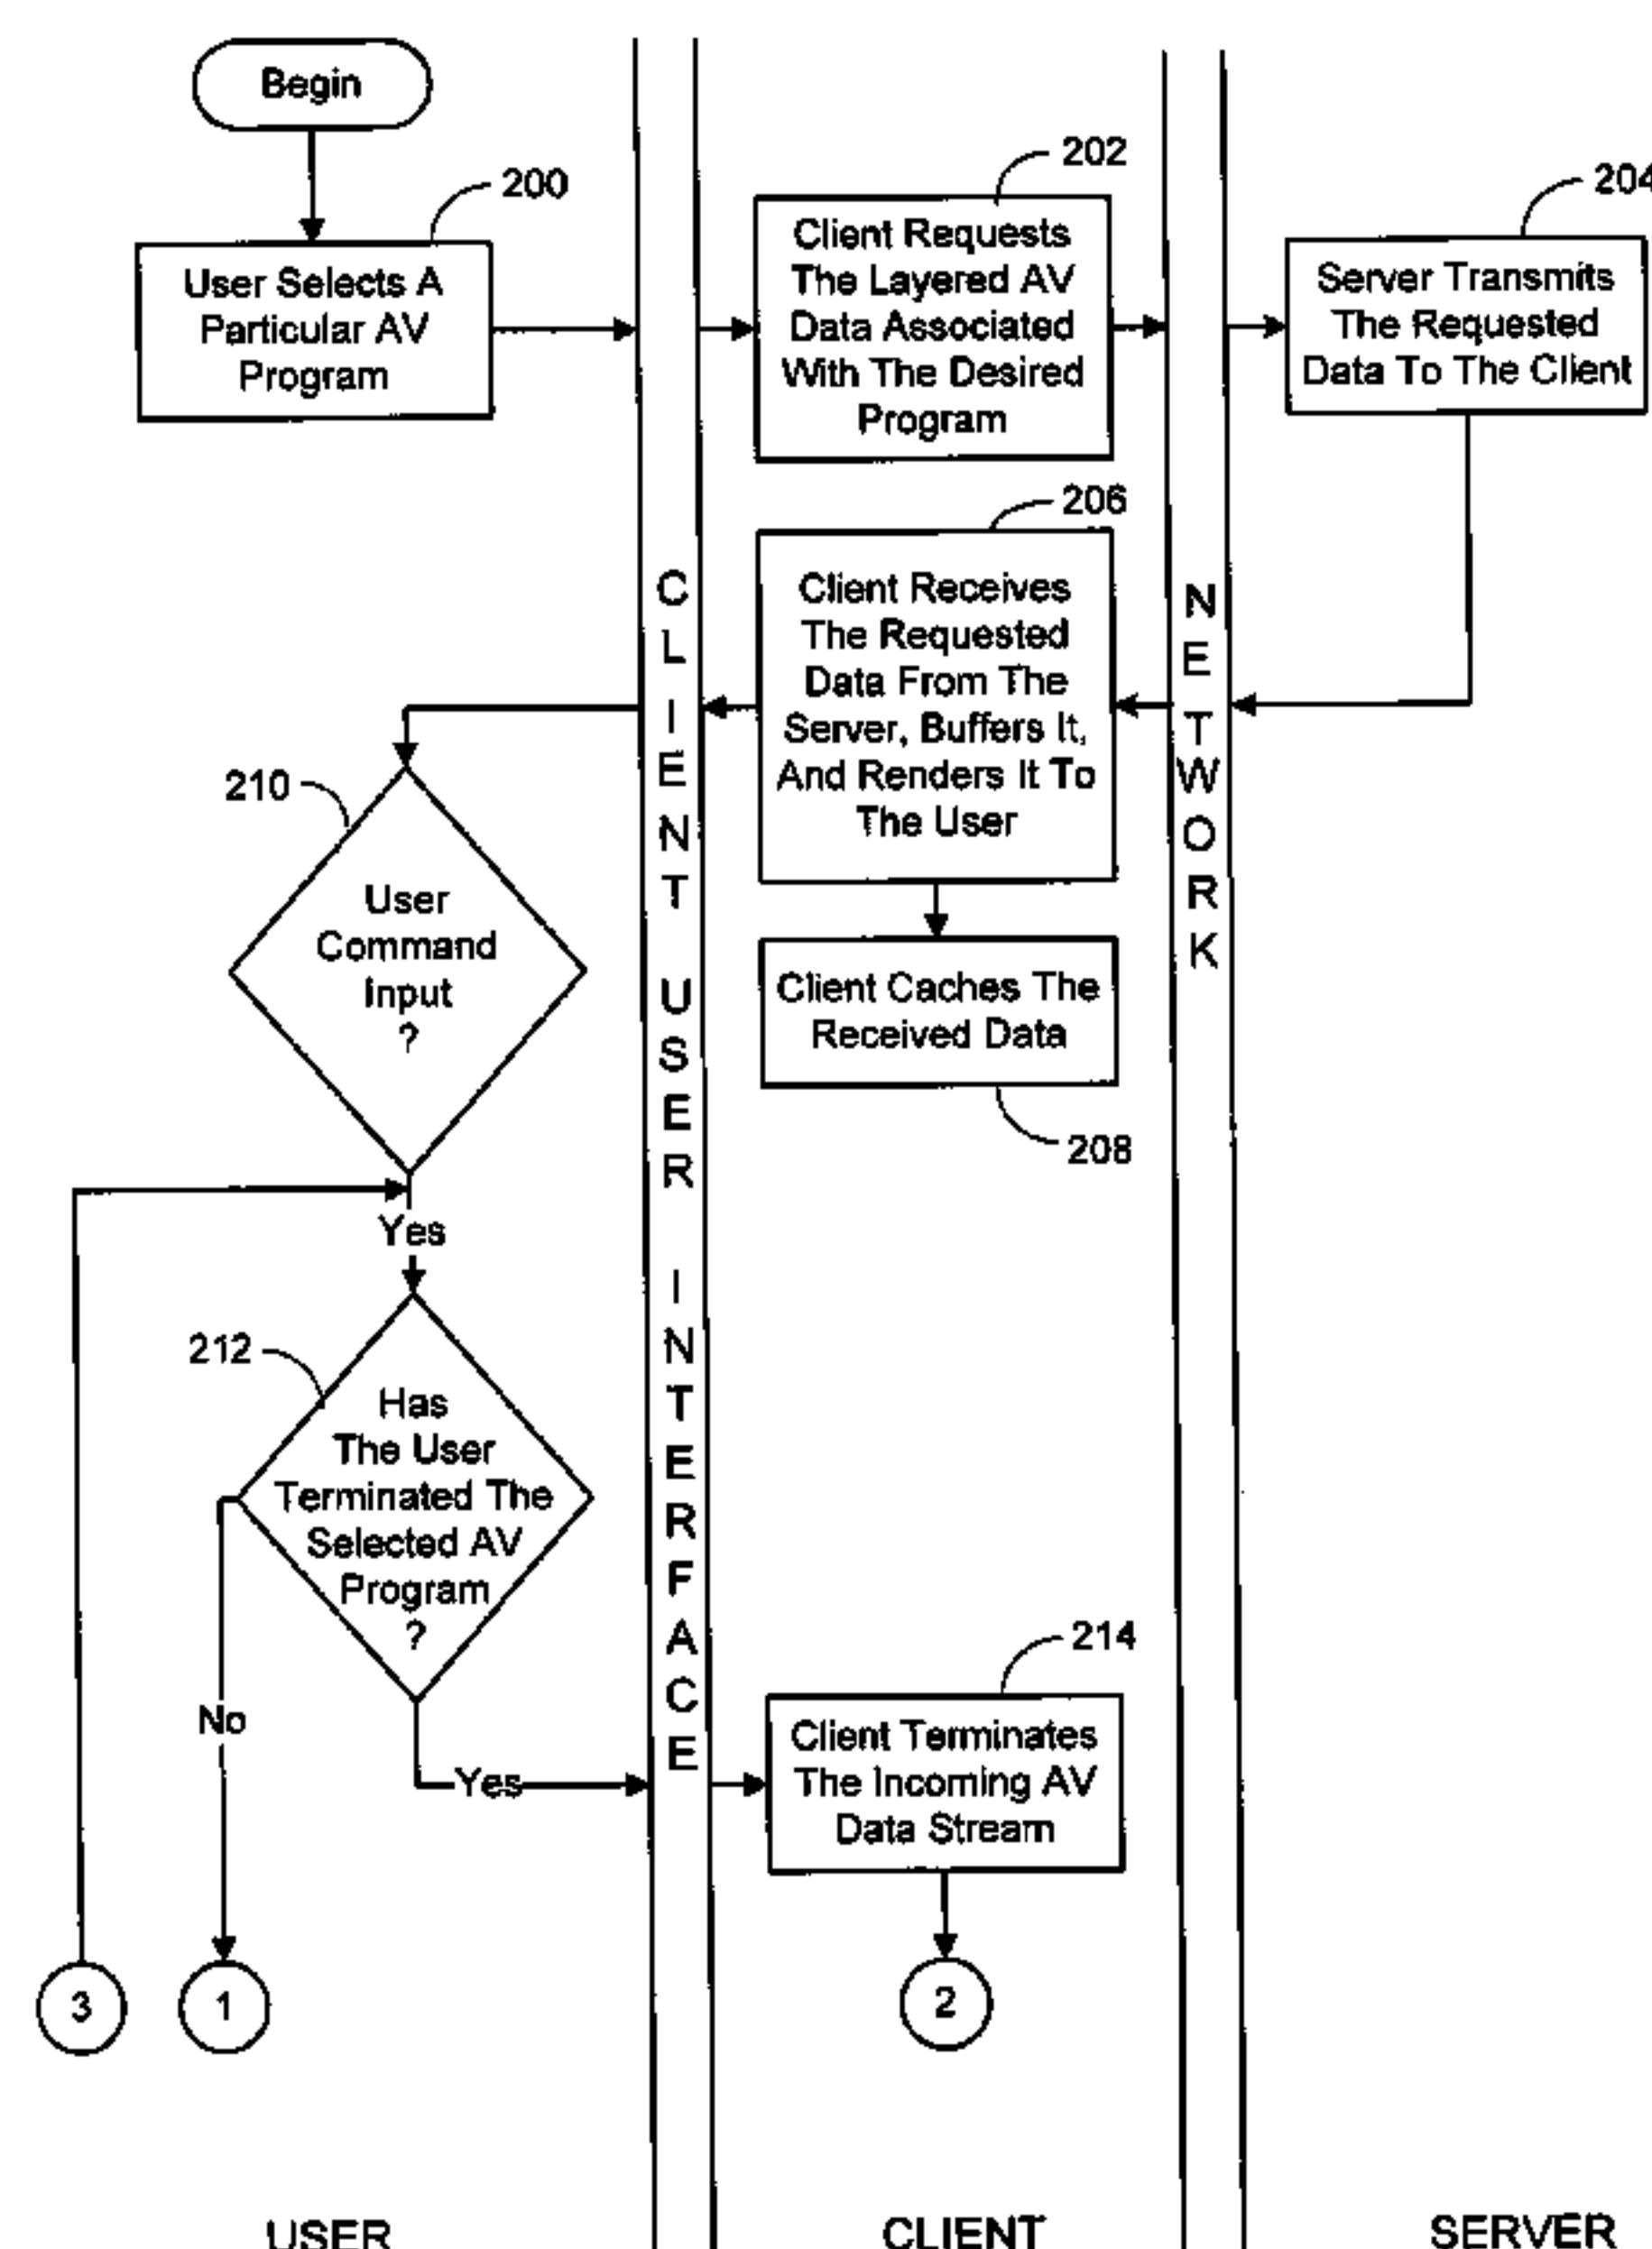 Begin
200
User Selects A
Particular AV
Program
202
Client Requests
The Layered AV
Data Associated
With The Desired
Program
204
Server Transmits
The Requested
Data To The Client
206
Client Receives
The Requested
Data From The
Server, Buffers It,
And Renders It To
The User
Client Caches The
Received Data
208
210
User
Command
Input
?
Yes
212
Has
The User
Terminated The
Selected AV
Program
?
No
Yes
214
Client Terminates
The Incoming AV
Data Stream
3
1
2
CLIENT USER INTERFACE
NETWORK
USER
CLIENT
SERVER